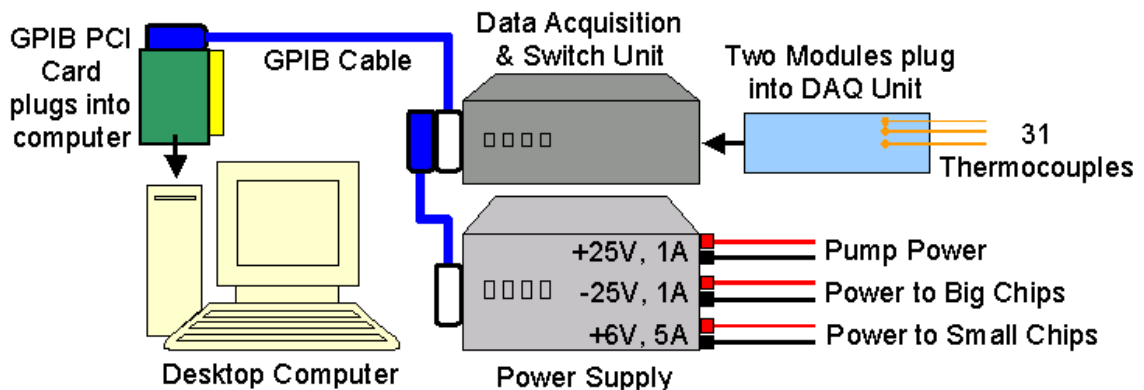 GPIB PCI
Card
plugs into
computer
GPIB Cable
Data Acquisition
& Switch Unit
Two Modules plug
into DAQ Unit
31
Thermocouples
+25V, 1A
Pump Power
-25V, 1A
Power to Big Chips
+6V, 5A
Power to Small Chips
Desktop Computer
Power Supply